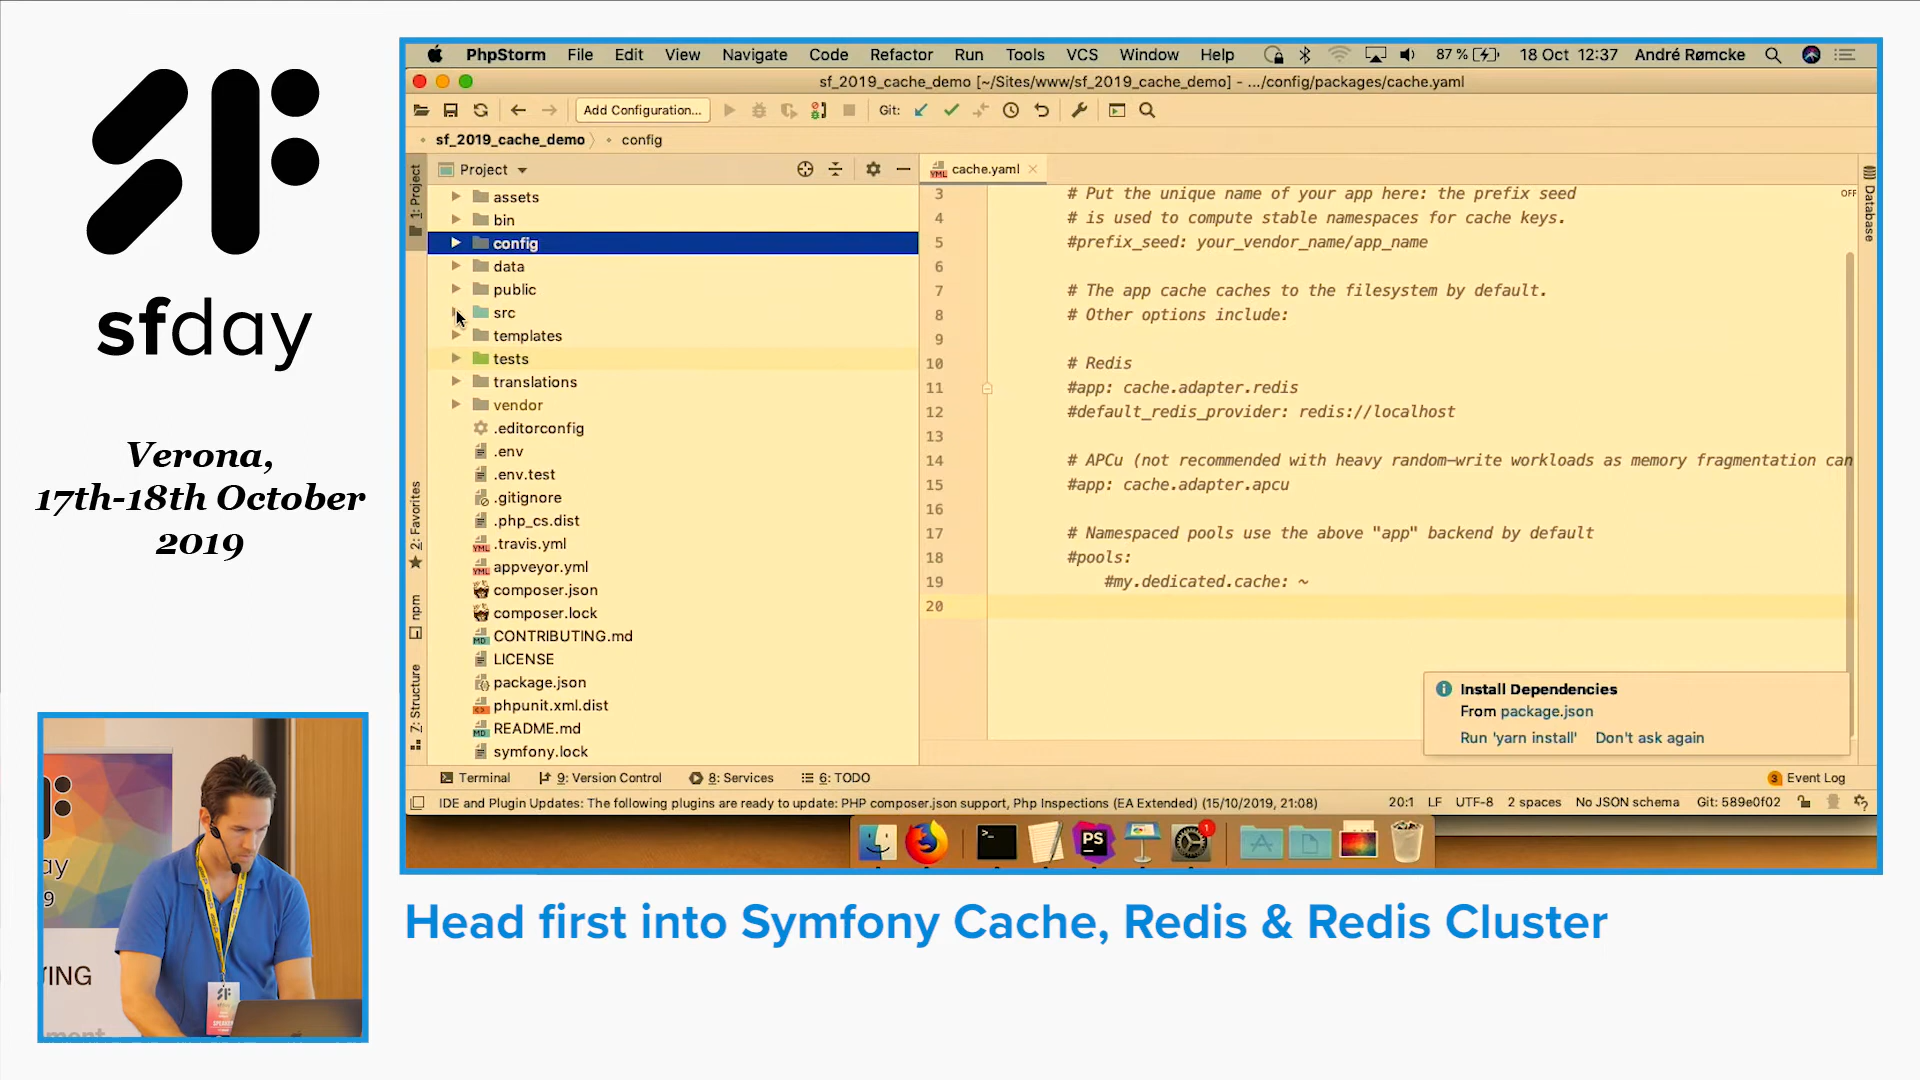 sfday
Verona,
17th-18th October
2019
PhpStorm File Edit View Navigate Code Refactor Run Tools VCS Window Help 87 % 18 Oct 12:37 André Rømcke
sf_2019_cache_demo [~/Sites/www/sf_2019_cache_demo] - .../config/packages/cache.yaml
Add Configuration... Git:
sf_2019_cache_demo config
1: Project
2: Favorites
npm
7: Structure
Project
assets
bin
config
data
public
src
templates
tests
translations
vendor
.editorconfig
.env
.env.test
.gitignore
.php_cs.dist
.travis.yml
appveyor.yml
composer.json
composer.lock
CONTRIBUTING.md
LICENSE
package.json
phpunit.xml.dist
README.md
symfony.lock
cache.yaml
OFF
Database
3 # Put the unique name of your app here: the prefix seed
4 # is used to compute stable namespaces for cache keys.
5 #prefix_seed: your_vendor_name/app_name
6
7 # The app cache caches to the filesystem by default.
8 # Other options include:
9
10 # Redis
11 #app: cache.adapter.redis
12 #default_redis_provider: redis://localhost
13
14 # APCu (not recommended with heavy random-write workloads as memory fragmentation can
15 #app: cache.adapter.apcu
16
17 # Namespaced pools use the above "app" backend by default
18 #pools:
19 #my.dedicated.cache: ~
20
Install Dependencies
From package.json
Run 'yarn install' Don't ask again
Terminal 9: Version Control 8: Services 6: TODO 3 Event Log
IDE and Plugin Updates: The following plugins are ready to update: PHP composer.json support, Php Inspections (EA Extended) (15/10/2019, 21:08) 20:1 LF UTF-8 2 spaces No JSON schema Git: 589e0f02
PS
1
Head first into Symfony Cache, Redis & Redis Cluster